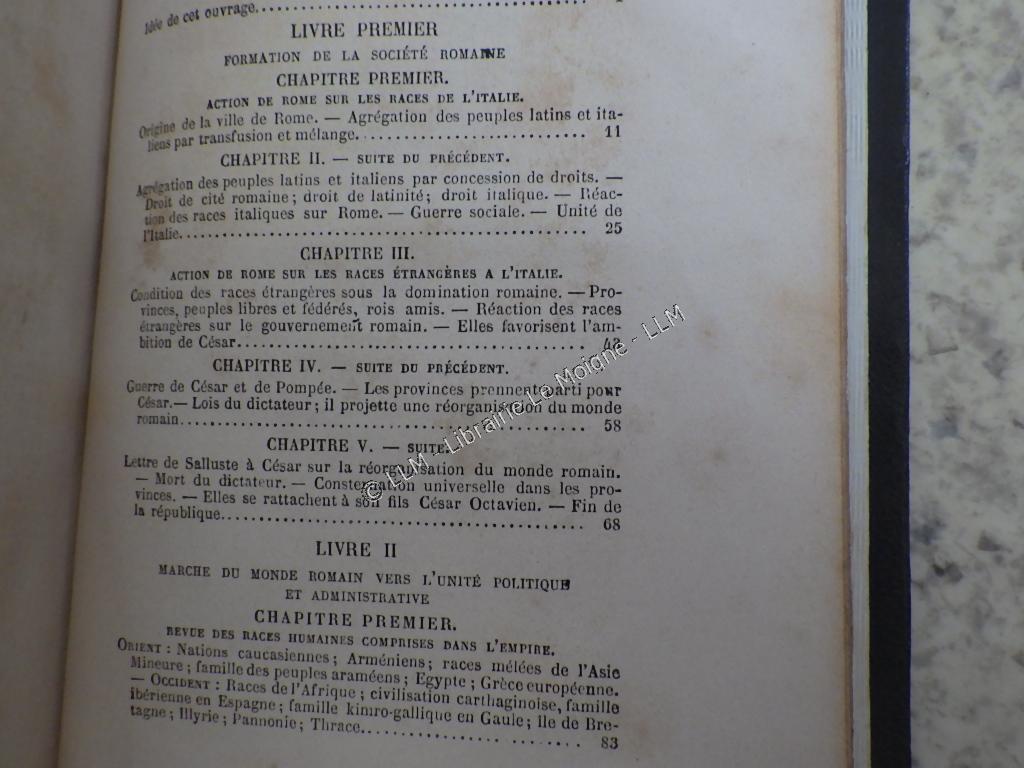 Idée de cet ouvrage
LIVRE PREMIER
FORMATION DE LA SOCIÉTÉ ROMAINE
CHAPITRE PREMIER.
ACTION DE ROME SUR LES RACES DE L'ITALIE.
Origine de la ville de Rome. — Agrégation des peuples latins et ita-
liens par transfusion et mélange. 11
CHAPITRE II. — SUITE DU PRÉCÉDENT.
Agrégation des peuples latins et italiens par concession de droits. —
Droit de cité romaine; droit de latinité; droit italique. — Réac-
tion des races italiques sur Rome. — Guerre sociale. — Unité de
l'Italie. 25
CHAPITRE III.
ACTION DE ROME SUR LES RACES ÉTRANGÈRES A L'ITALIE.
Condition des races étrangères sous la domination romaine. — Pro-
vinces, peuples libres et fédérés, rois amis. — Réaction des races
étrangères sur le gouvernement romain. — Elles favorisent l'am-
bition de César. 42
CHAPITRE IV. — SUITE DU PRÉCÉDENT.
Guerre de César et de Pompée. — Les provinces prennent parti pour
César. — Lois du dictateur; il projette une réorganisation du monde
romain. 58
CHAPITRE V. — SUITE.
Lettre de Salluste à César sur la réorganisation du monde romain.
— Mort du dictateur. — Consternation universelle dans les pro-
vinces. — Elles se rattachent à son fils César Octavien. — Fin de
la république. 68
LIVRE II
MARCHE DU MONDE ROMAIN VERS L'UNITÉ POLITIQUE
ET ADMINISTRATIVE
CHAPITRE PREMIER.
REVUE DES RACES HUMAINES COMPRISES DANS L'EMPIRE.
ORIENT : Nations caucasiennes; Arméniens; races mêlées de l'Asie
Mineure; famille des peuples araméens; Egypte; Grèce européenne.
— OCCIDENT : Races de l'Afrique; civilisation carthaginoise, famille
ibérienne en Espagne; famille kimro-gallique en Gaule; île de Bre-
tagne; Illyrie; Pannonie; Thrace. 83
© LLM - Librairie Le Moigne - LLM